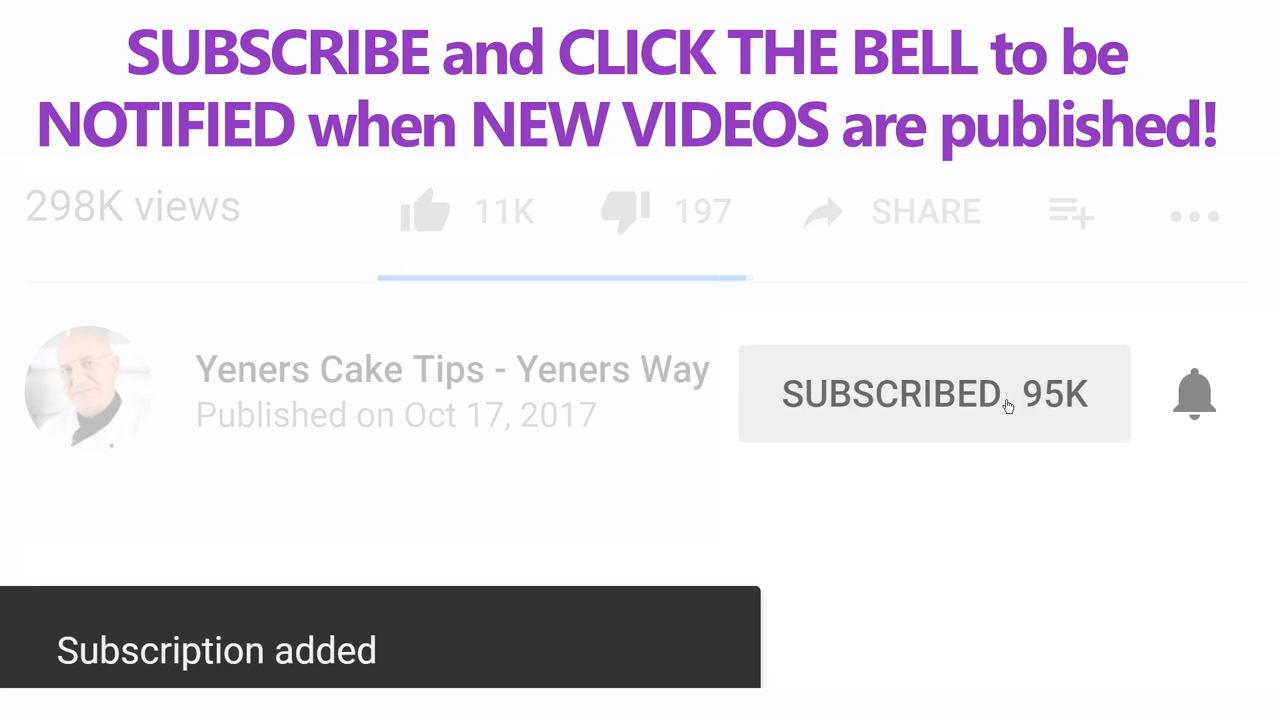 SUBSCRIBE and CLICK THE BELL to be
NOTIFIED when NEW VIDEOS are published!
298K views
11K
197
SHARE
Yeners Cake Tips - Yeners Way
Published on Oct 17, 2017
SUBSCRIBED 95K
Subscription added